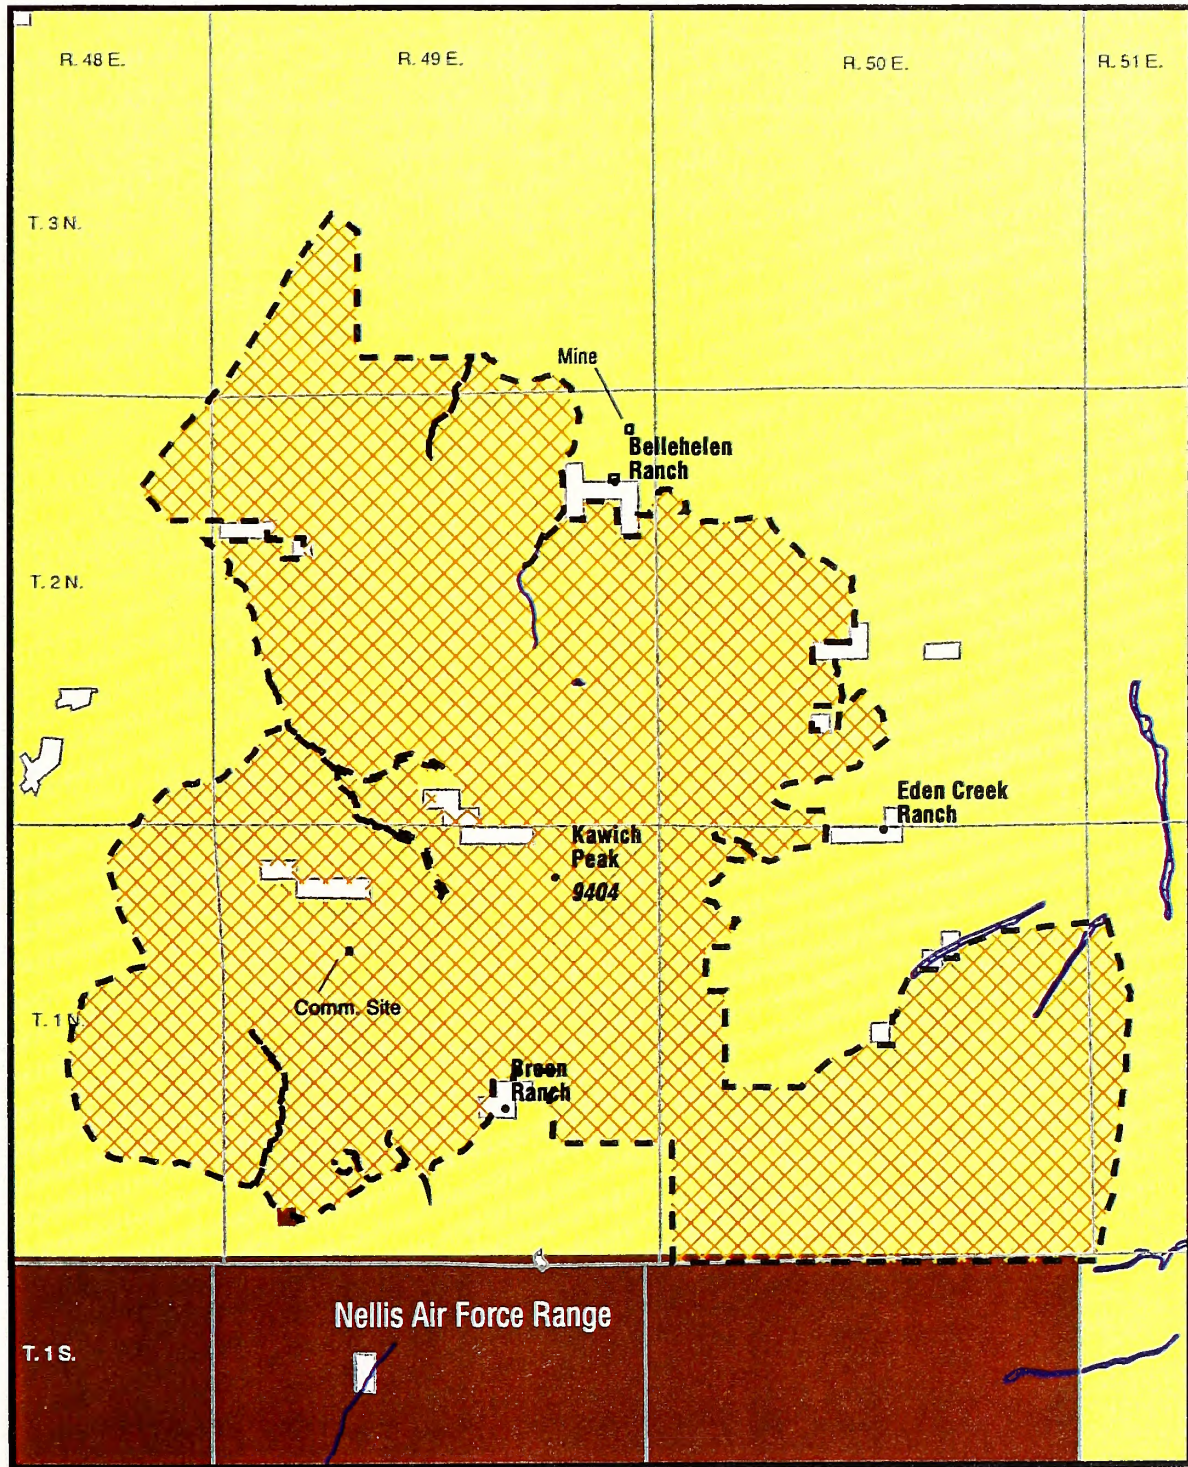 R. 48 E.
R. 49 E.
R. 50 E.
R. 51 E.
T. 3 N.
Mine
Bellehelen
Ranch
T. 2 N.
Eden Creek
Ranch
Kawich
Peak
9404
Comm. Site
T. 1 N.
Breen
Ranch
Nellis Air Force Range
T. 1 S.